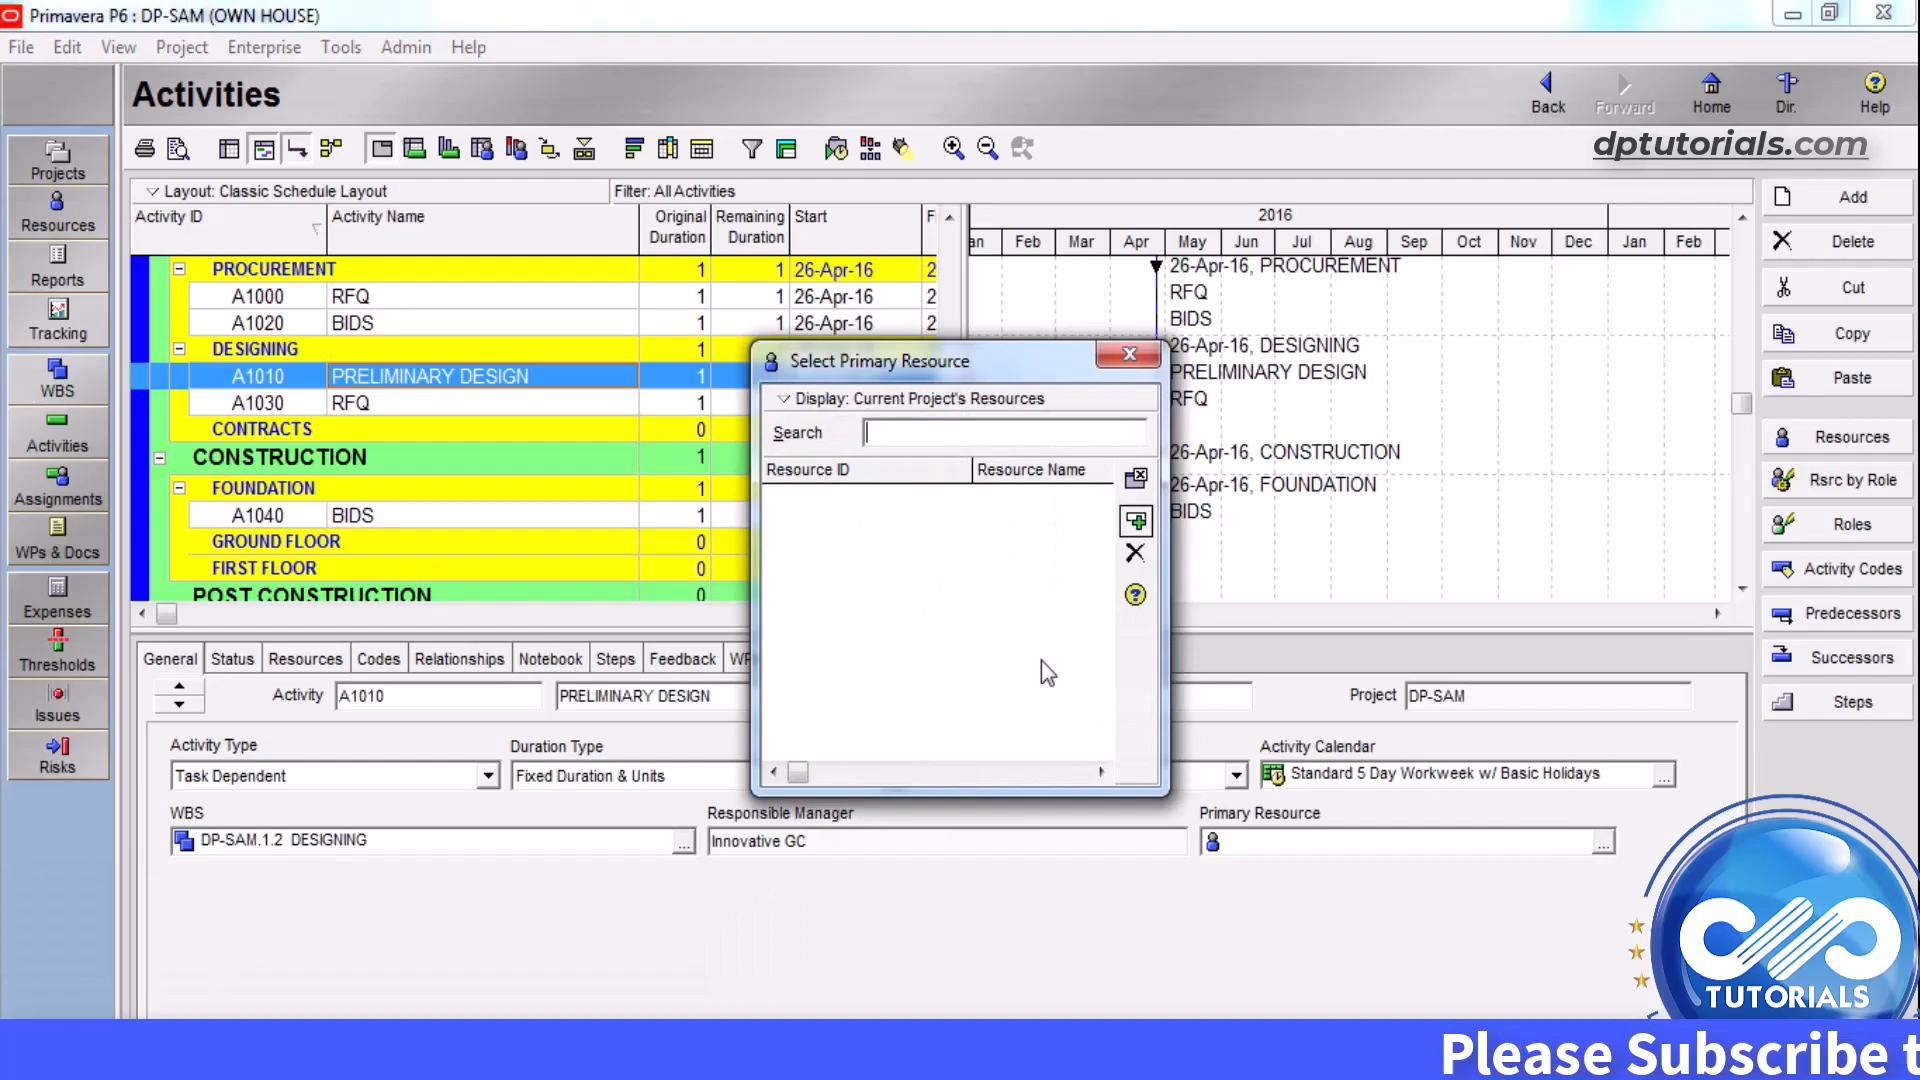 Primavera P6 : DP-SAM (OWN HOUSE)
File Edit View Project Enterprise Tools Admin Help
Activities
Back Forward Home Dir. Help
dptutorials.com
Projects
Resources
Reports
Tracking
WBS
Activities
Assignments
WPs & Docs
Expenses
Thresholds
Issues
Risks
Layout: Classic Schedule Layout Filter: All Activities
Activity ID Activity Name Original Duration Remaining Duration Start F
PROCUREMENT 1 1 26-Apr-16 2
A1000 RFQ 1 1 26-Apr-16 2
A1020 BIDS 1 1 26-Apr-16 2
DESIGNING 1
A1010 PRELIMINARY DESIGN 1
A1030 RFQ 1
CONTRACTS 0
CONSTRUCTION 1
FOUNDATION 1
A1040 BIDS 1
GROUND FLOOR 0
FIRST FLOOR 0
POST CONSTRUCTION 0
2016
an Feb Mar Apr May Jun Jul Aug Sep Oct Nov Dec Jan Feb
26-Apr-16, PROCUREMENT
RFQ
BIDS
26-Apr-16, DESIGNING
PRELIMINARY DESIGN
RFQ
26-Apr-16, CONSTRUCTION
26-Apr-16, FOUNDATION
BIDS
Select Primary Resource
Display: Current Project's Resources
Search
Resource ID Resource Name
Add
Delete
Cut
Copy
Paste
Resources
Rsrc by Role
Roles
Activity Codes
Predecessors
Successors
Steps
General Status Resources Codes Relationships Notebook Steps Feedback WP
Activity A1010 PRELIMINARY DESIGN Project DP-SAM
Activity Type Duration Type Activity Calendar
Task Dependent Fixed Duration & Units Standard 5 Day Workweek w/ Basic Holidays ...
WBS Responsible Manager Primary Resource
DP-SAM.1.2 DESIGNING ... Innovative GC ...
TUTORIALS
Please Subscribe t